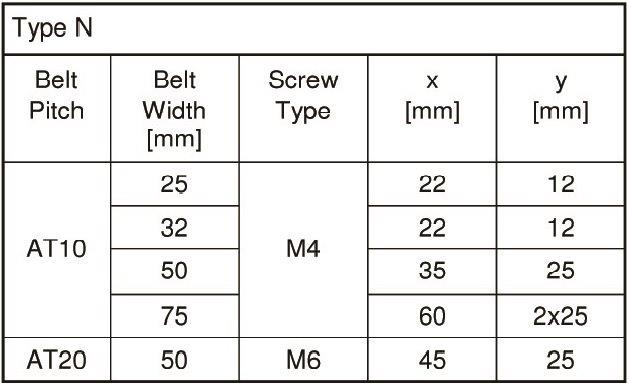 Type N
Belt Pitch Belt Width [mm] Screw Type x [mm] y [mm]
AT10 25 M4 22 12
32 22 12
50 35 25
75 60 2x25
AT20 50 M6 45 25